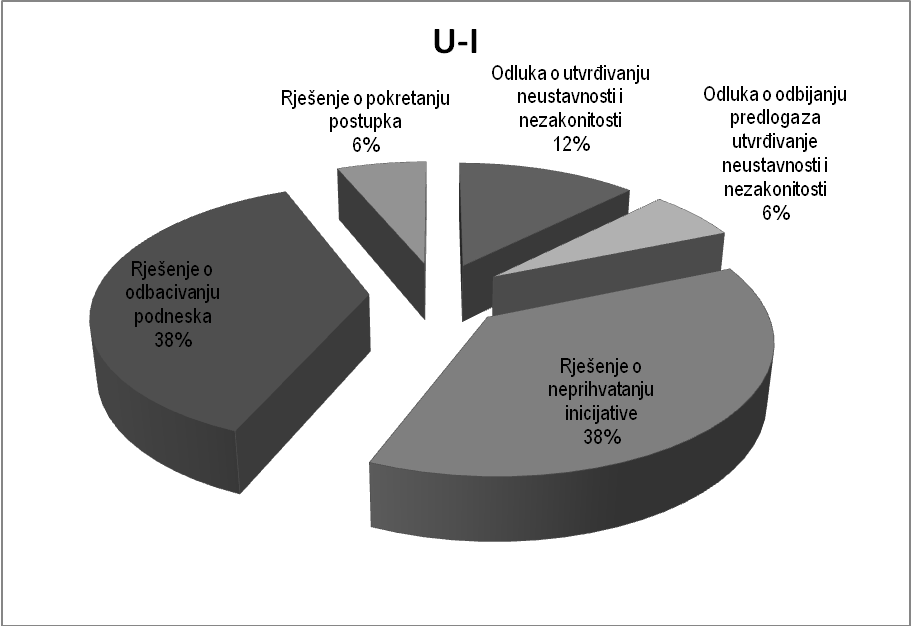 U-I
Rješenje o pokretanju
postupka
6%
Odluka o utvrđivanju
neustavnosti i
nezakonitosti
12%
Odluka o odbijanju
predlogaza
utvrđivanje
neustavnosti i
nezakonitosti
6%
Rješenje o
odbacivanju
podneska
38%
Rješenje o
neprihvatanju
inicijative
38%